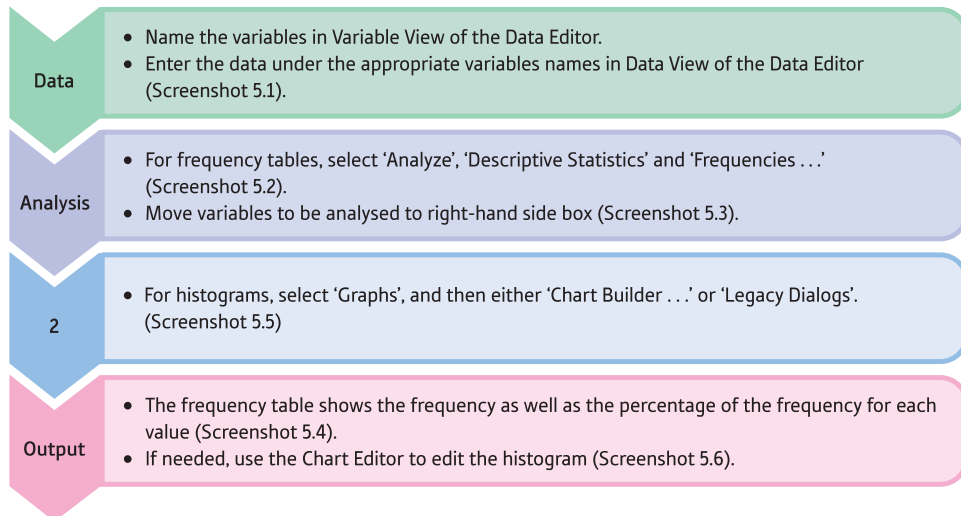 Data
• Name the variables in Variable View of the Data Editor.
• Enter the data under the appropriate variables names in Data View of the Data Editor
(Screenshot 5.1).
Analysis
• For frequency tables, select ‘Analyze’, ‘Descriptive Statistics’ and ‘Frequencies . . .’
(Screenshot 5.2).
• Move variables to be analysed to right-hand side box (Screenshot 5.3).
2
• For histograms, select ‘Graphs’, and then either ‘Chart Builder . . .’ or ‘Legacy Dialogs’.
(Screenshot 5.5)
Output
• The frequency table shows the frequency as well as the percentage of the frequency for each
value (Screenshot 5.4).
• If needed, use the Chart Editor to edit the histogram (Screenshot 5.6).